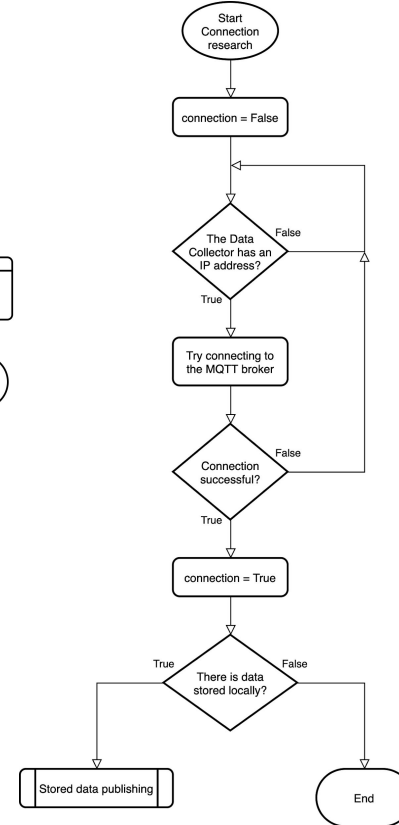 Start
Connection
research
connection = False
The Data
Collector has an
IP address?
False
True
Try connecting to
the MQTT broker
Connection
successful?
False
True
connection = True
There is data
stored locally?
True
False
Stored data publishing
End